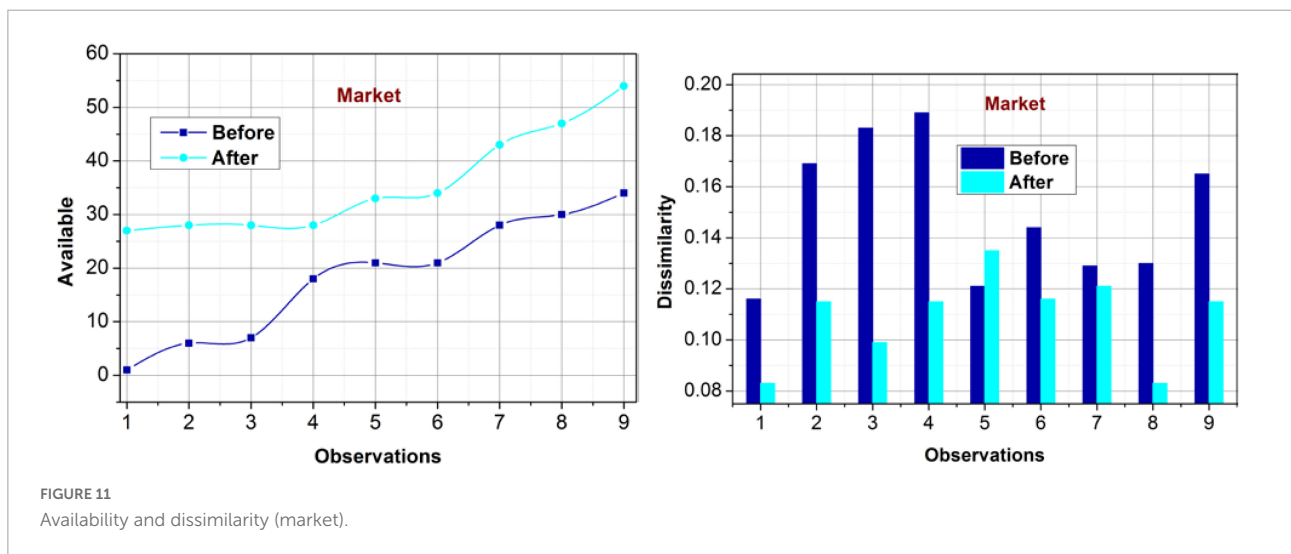 60
50
40
30
20
10
0
Available
Market
Before
After
1 2 3 4 5 6 7 8 9
Observations
0.20
0.18
0.16
0.14
0.12
0.10
0.08
Dissimilarity
Market
Before
After
1 2 3 4 5 6 7 8 9
Observations
FIGURE 11
Availability and dissimilarity (market).